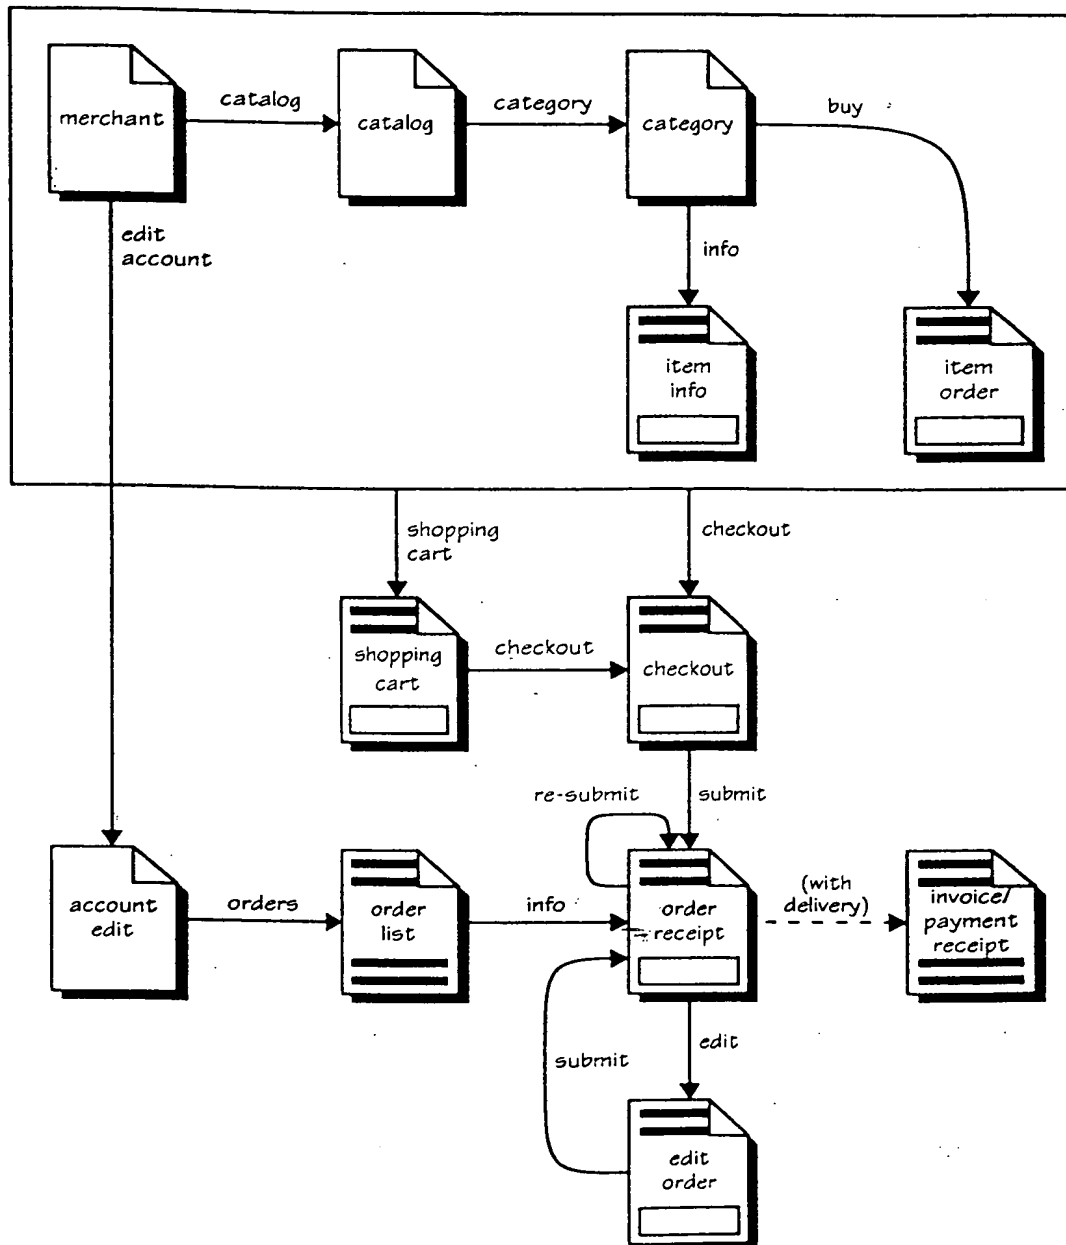 merchant
catalog
catalog
category
category
buy
edit
account
info
item
info
item
order
shopping
cart
checkout
shopping
cart
checkout
checkout
re-submit
submit
account
edit
orders
order
list
info
order
receipt
(with
delivery)
invoice/
payment
receipt
submit
edit
edit
order